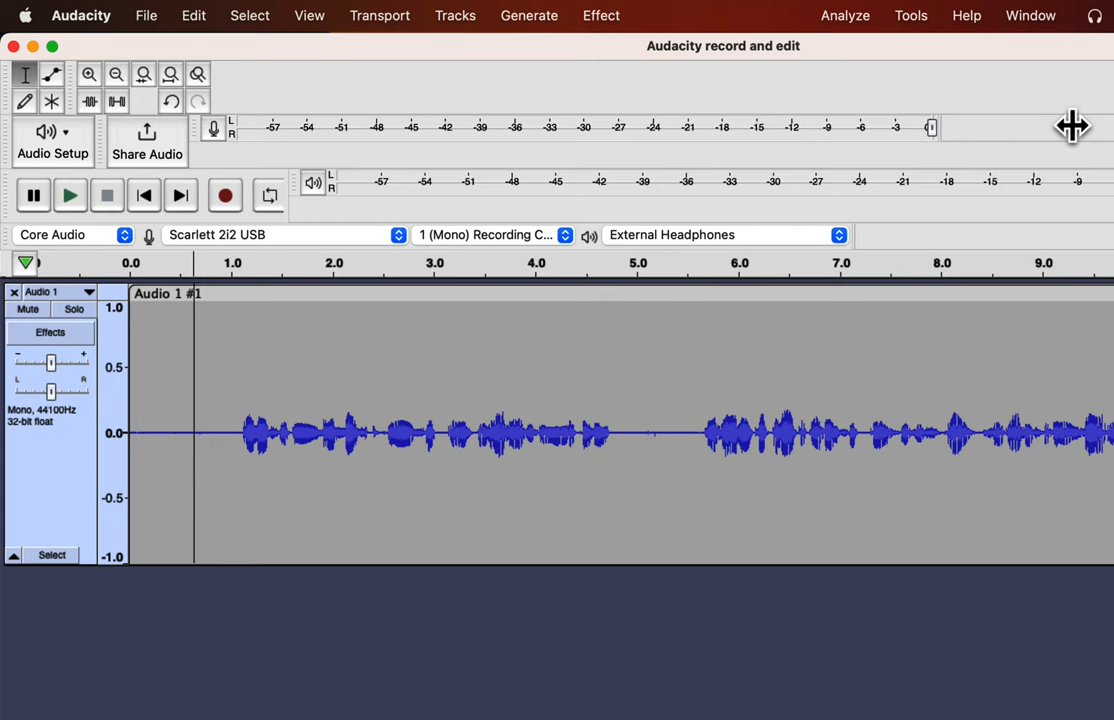 Audacity File Edit Select View Transport Tracks Generate Effect Analyze Tools Help Window
Audacity record and edit
L
R
-57 -54 -51 -48 -45 -42 -39 -36 -33 -30 -27 -24 -21 -18 -15 -12 -9 -6 -3
Audio Setup
Share Audio
L
R
-57 -54 -51 -48 -45 -42 -39 -36 -33 -30 -27 -24 -21 -18 -15 -12 -9
Core Audio Scarlett 2i2 USB 1 (Mono) Recording C... External Headphones
0.0 1.0 2.0 3.0 4.0 5.0 6.0 7.0 8.0 9.0
Audio 1
Audio 1 #1
Mute Solo
Effects
- +
L R
Mono, 44100Hz
32-bit float
Select
1.0
0.5
0.0
-0.5
-1.0